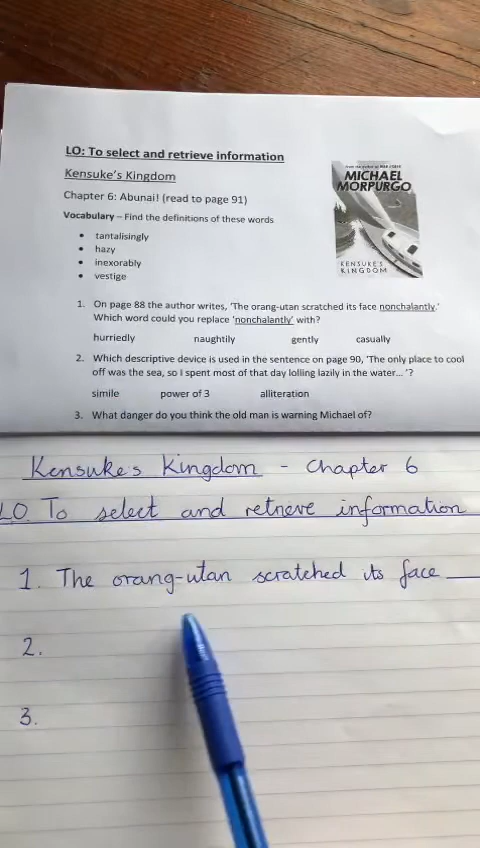 LO: To select and retrieve information
Kensuke's Kingdom
Chapter 6: Abunai! (read to page 91)
Vocabulary – Find the definitions of these words
• tantalisingly
• hazy
• inexorably
• vestige
MICHAEL
MORPURGO
KENSUKE'S
KINGDOM
1. On page 88 the author writes, 'The orang-utan scratched its face nonchalantly.'
Which word could you replace 'nonchalantly' with?
hurriedly naughtily gently casually
2. Which descriptive device is used in the sentence on page 90, 'The only place to cool
off was the sea, so I spent most of that day lolling lazily in the water... '?
simile power of 3 alliteration
3. What danger do you think the old man is warning Michael of?
Kensuke's Kingdom - Chapter 6
LO. To select and retrieve information
1. The orang-utan scratched its face
2.
3.